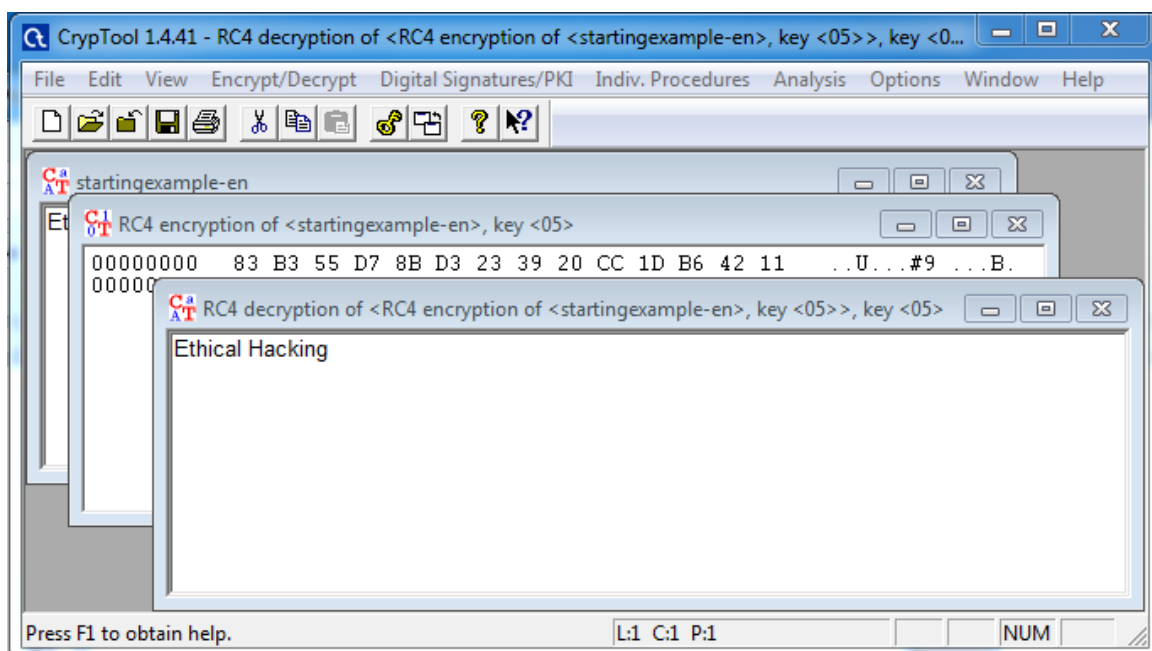 CrypTool 1.4.41 - RC4 decryption of <RC4 encryption of <startingexample-en>, key <05>>, key <0...
File Edit View Encrypt/Decrypt Digital Signatures/PKI Indiv. Procedures Analysis Options Window Help
startingexample-en
Et
RC4 encryption of <startingexample-en>, key <05>
00000000 83 B3 55 D7 8B D3 23 39 20 CC 1D B6 42 11 ..U...#9 ...B.
00000
RC4 decryption of <RC4 encryption of <startingexample-en>, key <05>>, key <05>
Ethical Hacking
Press F1 to obtain help. L:1 C:1 P:1 NUM